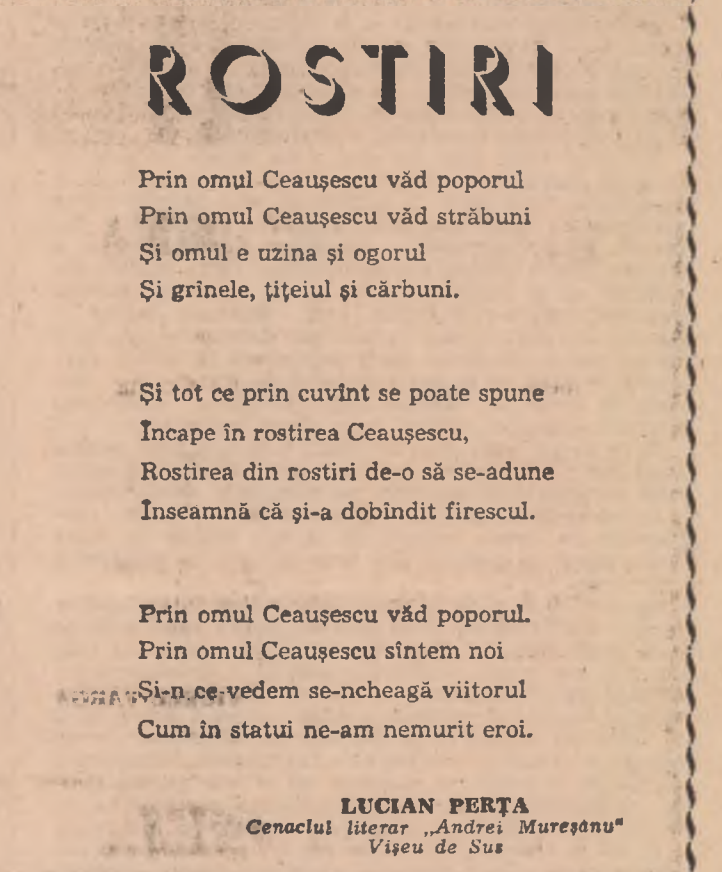 ROSTIRI
Prin omul Ceaușescu văd poporul
Prin omul Ceaușescu văd străbuni
Și omul e uzina și ogorul
Și grînele, țițeiul și cărbuni.
Și tot ce prin cuvînt se poate spune
Încape în rostirea Ceaușescu,
Rostirea din rostiri de-o să se-adune
Înseamnă că și-a dobîndit firescul.
Prin omul Ceaușescu văd poporul.
Prin omul Ceaușescu sîntem noi
Și-n ce-vedem se-ncheagă viitorul
Cum în statui ne-am nemurit eroi.
LUCIAN PERȚA
Cenaclul literar „Andrei Mureșanu"
Vișeu de Sus